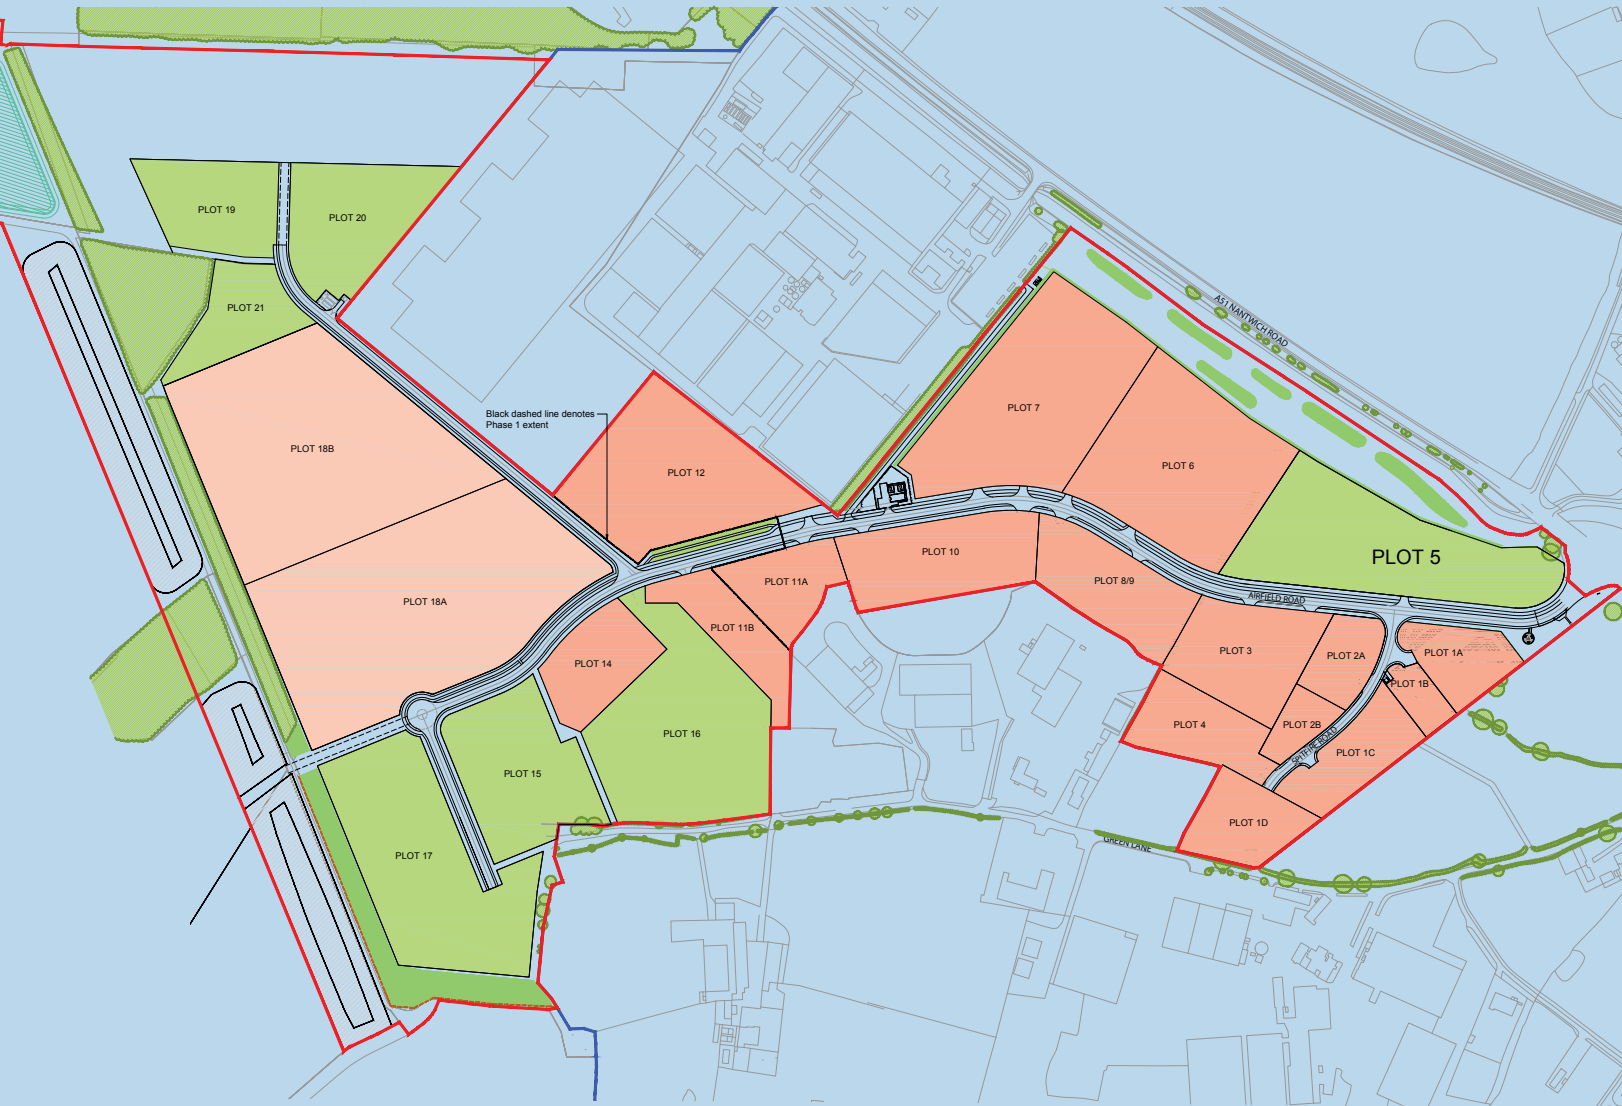 PLOT 19
PLOT 20
PLOT 21
A51 NANTWICH ROAD
Black dashed line denotes
Phase 1 extent
PLOT 7
PLOT 18B
PLOT 12
PLOT 6
PLOT 5
PLOT 10
PLOT 11A
PLOT 8/9
AIRFIELD ROAD
PLOT 18A
PLOT 11B
PLOT 14
PLOT 3
PLOT 2A
PLOT 1A
PLOT 1B
PLOT 4
PLOT 2B
PLOT 16
SPITFIRE ROAD
PLOT 1C
PLOT 15
PLOT 1D
GREEN LANE
PLOT 17